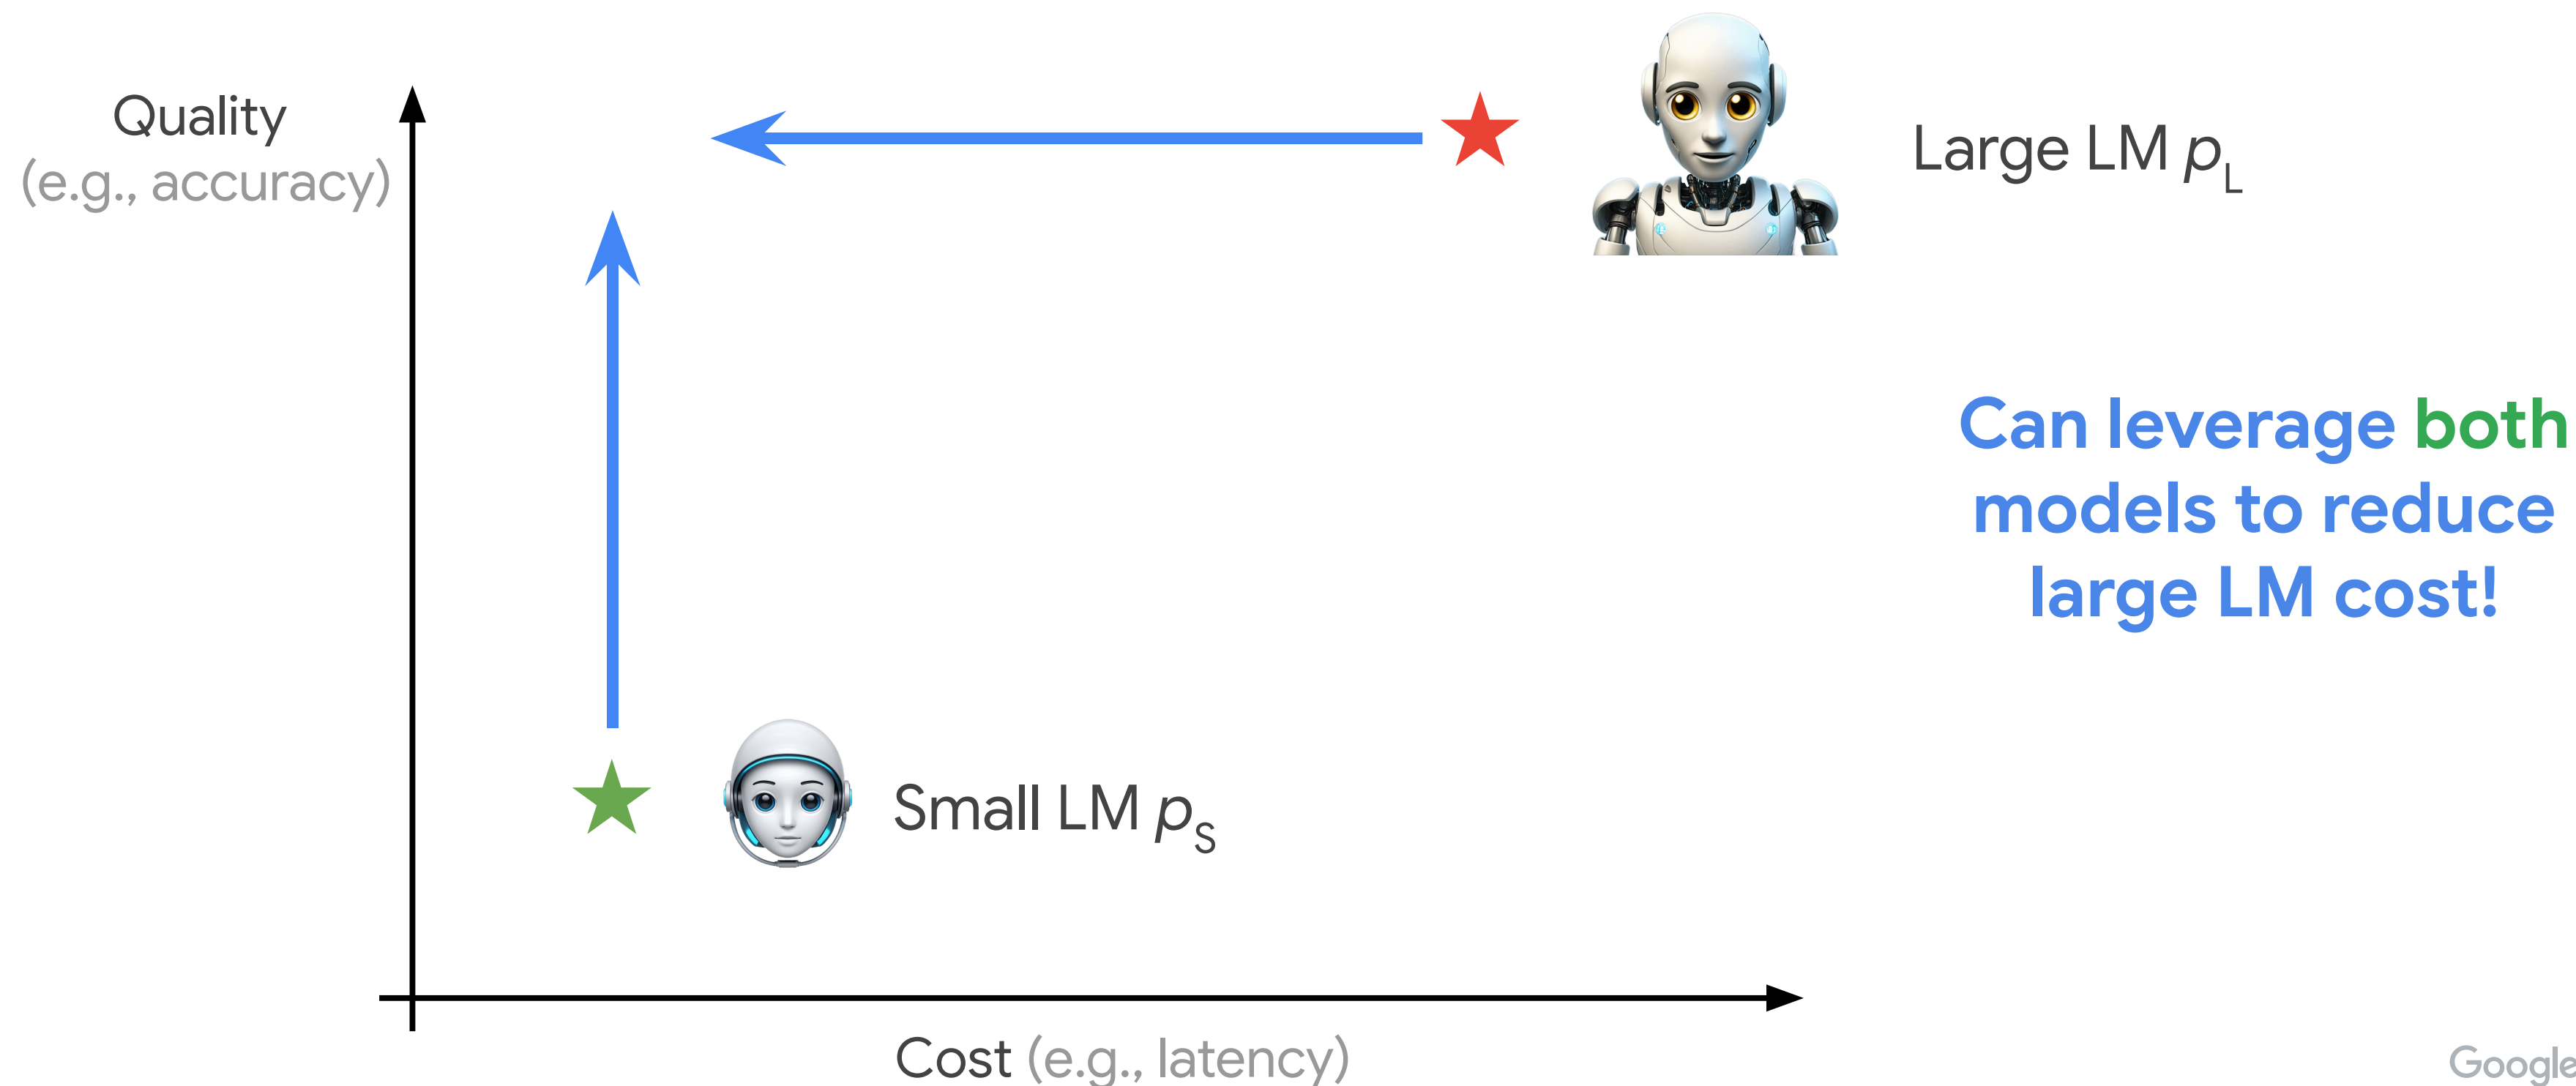 Quality
(e.g., accuracy)
Large LM pL
Can leverage both
models to reduce
large LM cost!
Small LM pS
Cost (e.g., latency)
Google